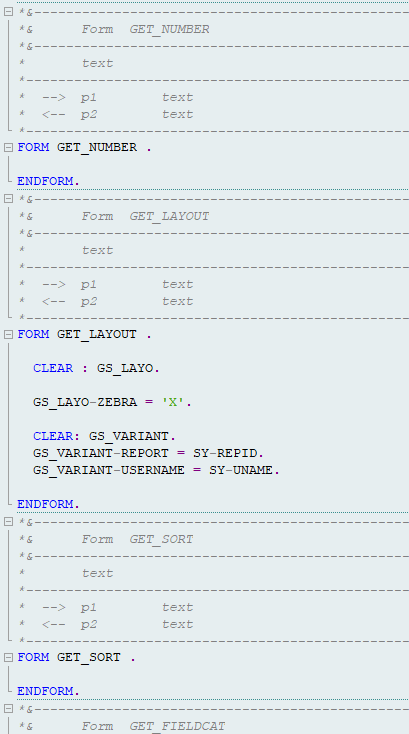 *&---------------------------------------------------
*&      Form  GET_NUMBER
*&---------------------------------------------------
*       text
*----------------------------------------------------
*  -->  p1        text
*  <--  p2        text
*----------------------------------------------------
FORM GET_NUMBER .
ENDFORM.
*&---------------------------------------------------
*&      Form  GET_LAYOUT
*&---------------------------------------------------
*       text
*----------------------------------------------------
*  -->  p1        text
*  <--  p2        text
*----------------------------------------------------
FORM GET_LAYOUT .
  CLEAR : GS_LAYO.
  GS_LAYO-ZEBRA = 'X'.
  CLEAR: GS_VARIANT.
  GS_VARIANT-REPORT = SY-REPID.
  GS_VARIANT-USERNAME = SY-UNAME.
ENDFORM.
*&---------------------------------------------------
*&      Form  GET_SORT
*&---------------------------------------------------
*       text
*----------------------------------------------------
*  -->  p1        text
*  <--  p2        text
*----------------------------------------------------
FORM GET_SORT .
ENDFORM.
*&---------------------------------------------------
*&      Form  GET_FIELDCAT